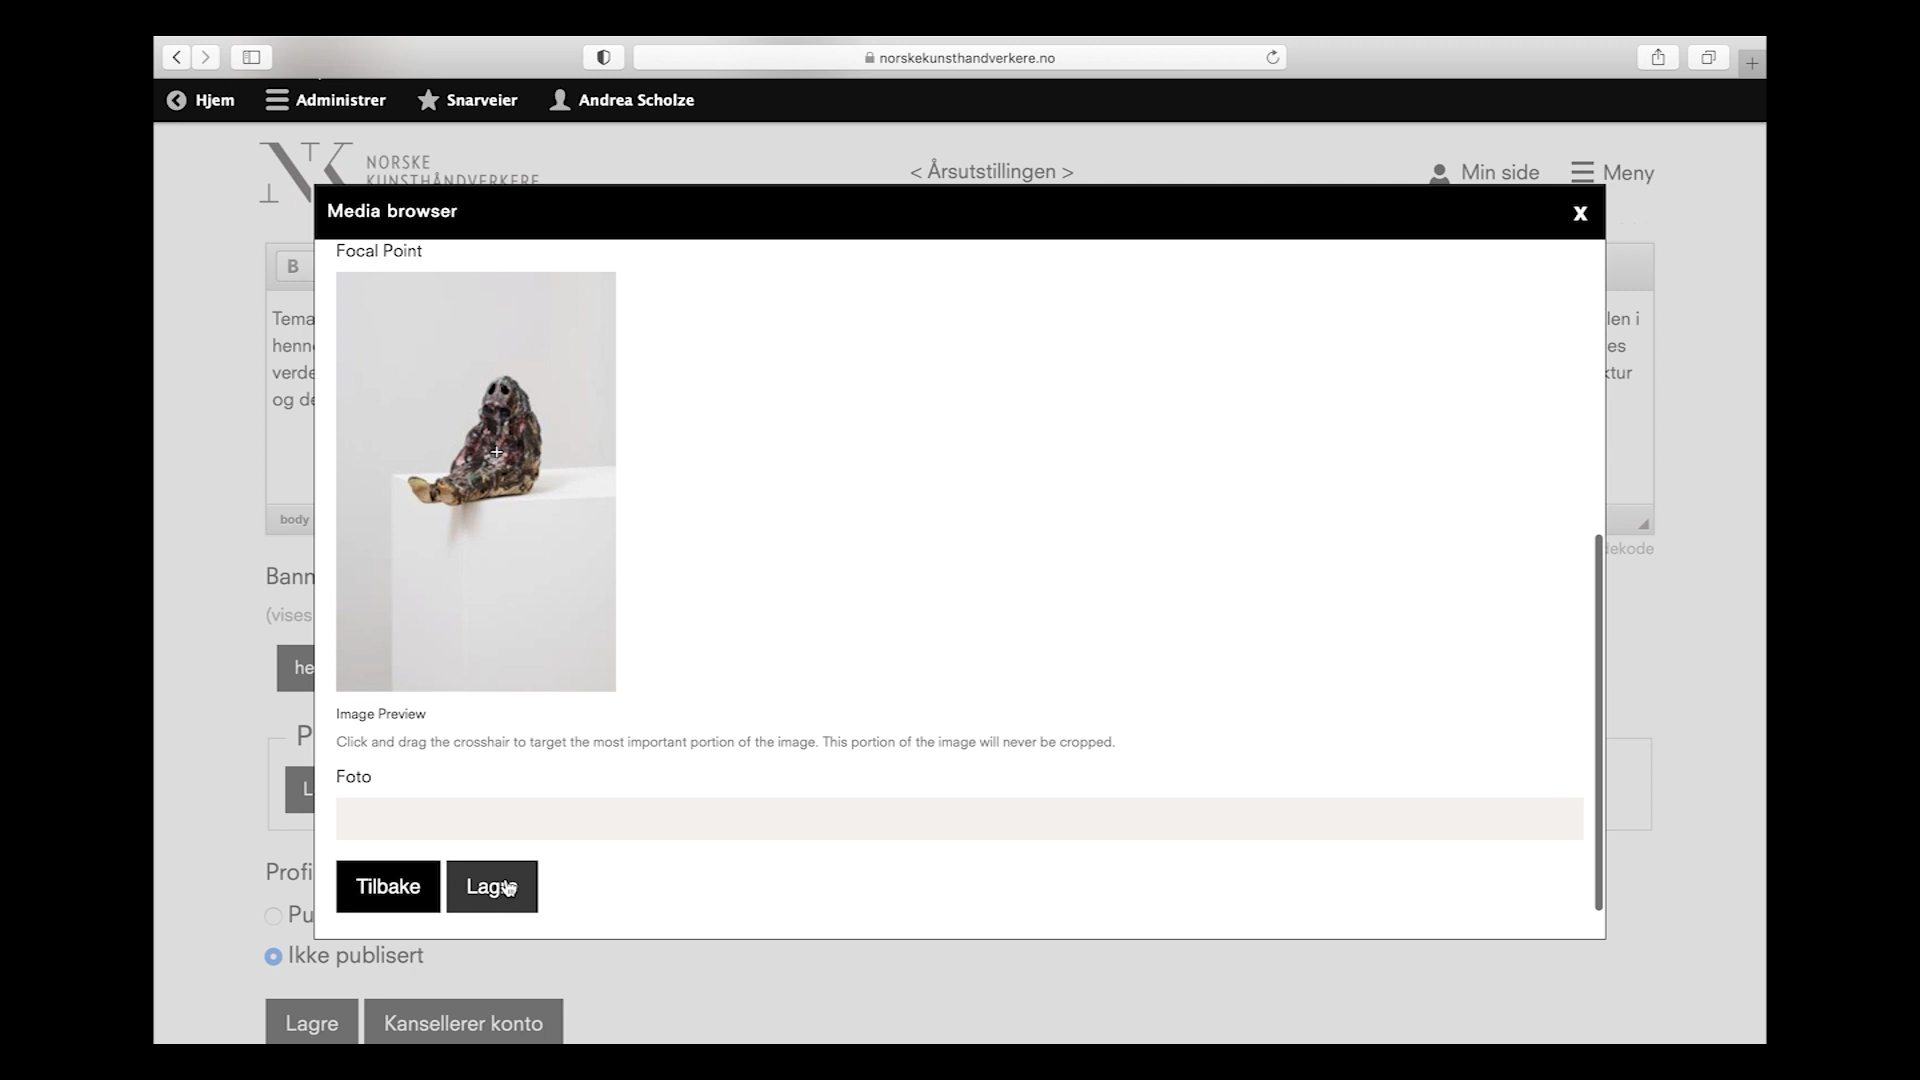 norskekunsthandverkere.no
Hjem Administrer Snarveier Andrea Scholze
NORSKE
KUNSTHÅNDVERKERE
< Årsutstillingen >
Min side Meny
Media browser x
B
Focal Point
Tema
henn
verde
og de
len i
es
ktur
body
ekode
Bann
(vises
he
P
L
Image Preview
Click and drag the crosshair to target the most important portion of the image. This portion of the image will never be cropped.
Foto
Tilbake Lagre
Profi
Pu
Ikke publisert
Lagre Kansellerer konto